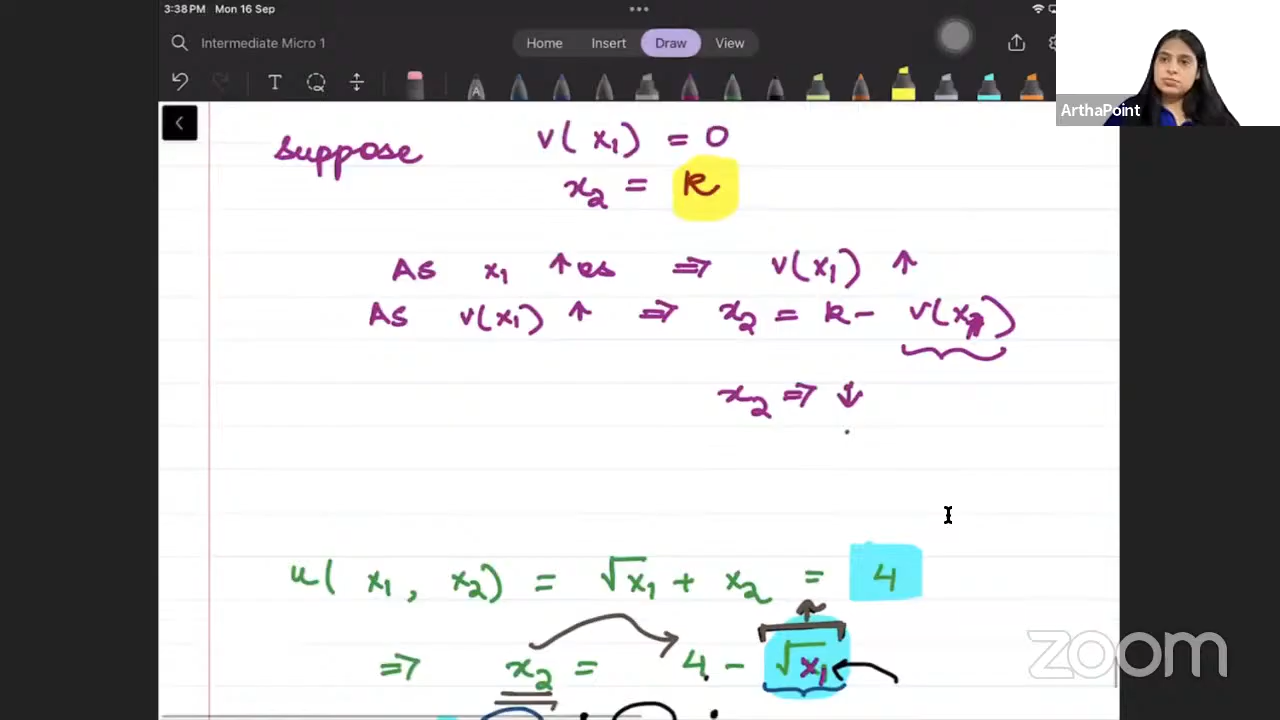 3:38 PM Mon 16 Sep
Intermediate Micro 1
Home Insert Draw View
ArthaPoint
suppose v(x₁) = 0
x₂ = k
As x₁ ↑es ⇒ v(x₁) ↑
As v(x₁) ↑ ⇒ x₂ = k - v(x₁)
x₂ ⇒ ↓
u(x₁, x₂) = √x₁ + x₂ = 4
⇒ x₂ = 4 - √x₁
zoom